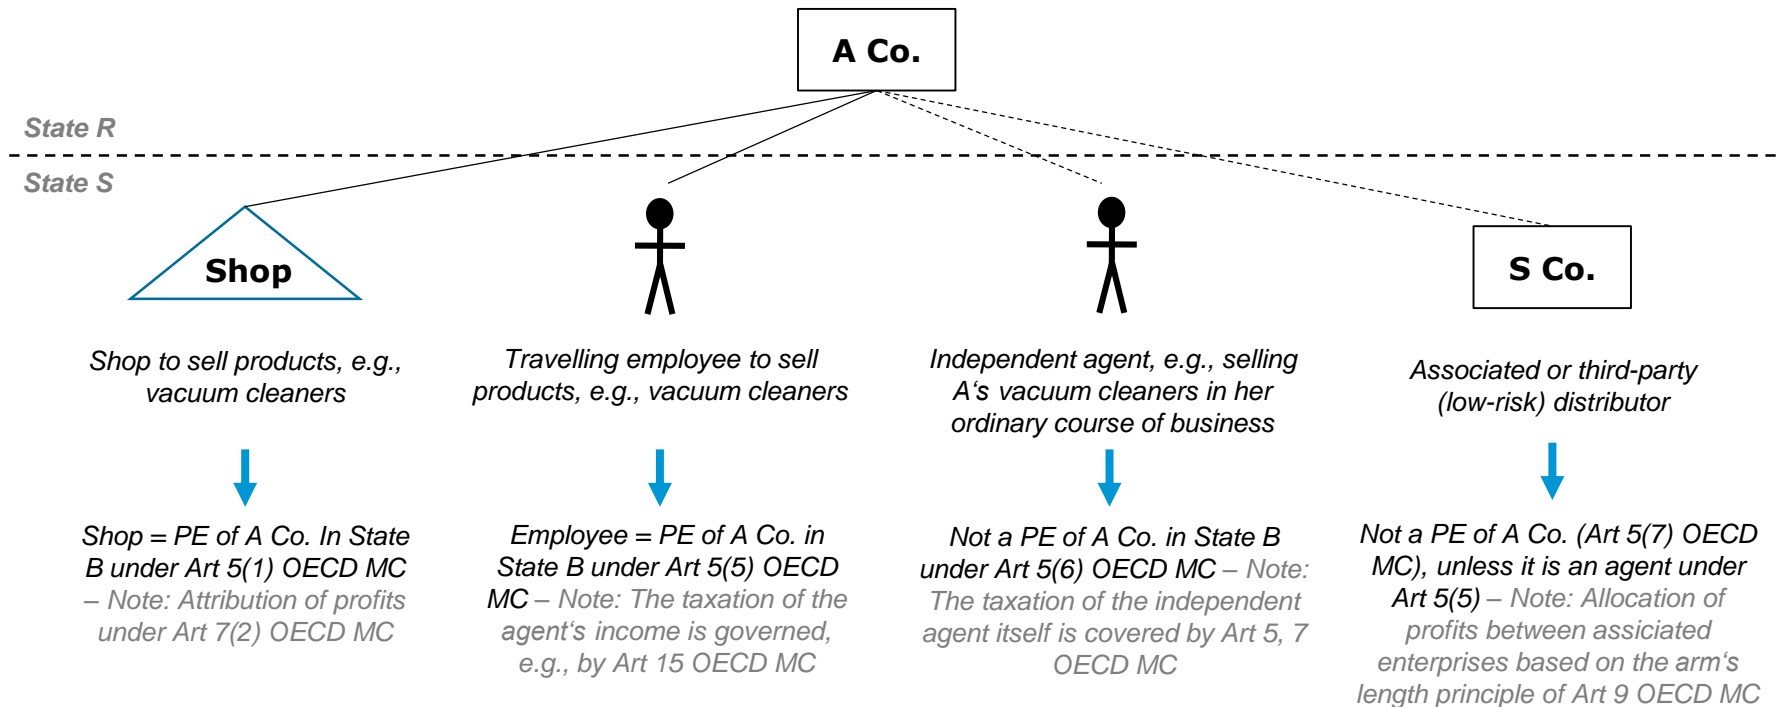 A Co.
State R
State S
Shop
S Co.
Shop to sell products, e.g.,
vacuum cleaners
Travelling employee to sell
products, e.g., vacuum cleaners
Independent agent, e.g., selling
A‘s vacuum cleaners in her
ordinary course of business
Associated or third-party
(low-risk) distributor
Shop = PE of A Co. In State
B under Art 5(1) OECD MC
– Note: Attribution of profits
under Art 7(2) OECD MC
Employee = PE of A Co. in
State B under Art 5(5) OECD
MC – Note: The taxation of the
agent‘s income is governed,
e.g., by Art 15 OECD MC
Not a PE of A Co. in State B
under Art 5(6) OECD MC – Note:
The taxation of the independent
agent itself is covered by Art 5, 7
OECD MC
Not a PE of A Co. (Art 5(7) OECD
MC), unless it is an agent under
Art 5(5) – Note: Allocation of
profits between assiciated
enterprises based on the arm‘s
length principle of Art 9 OECD MC